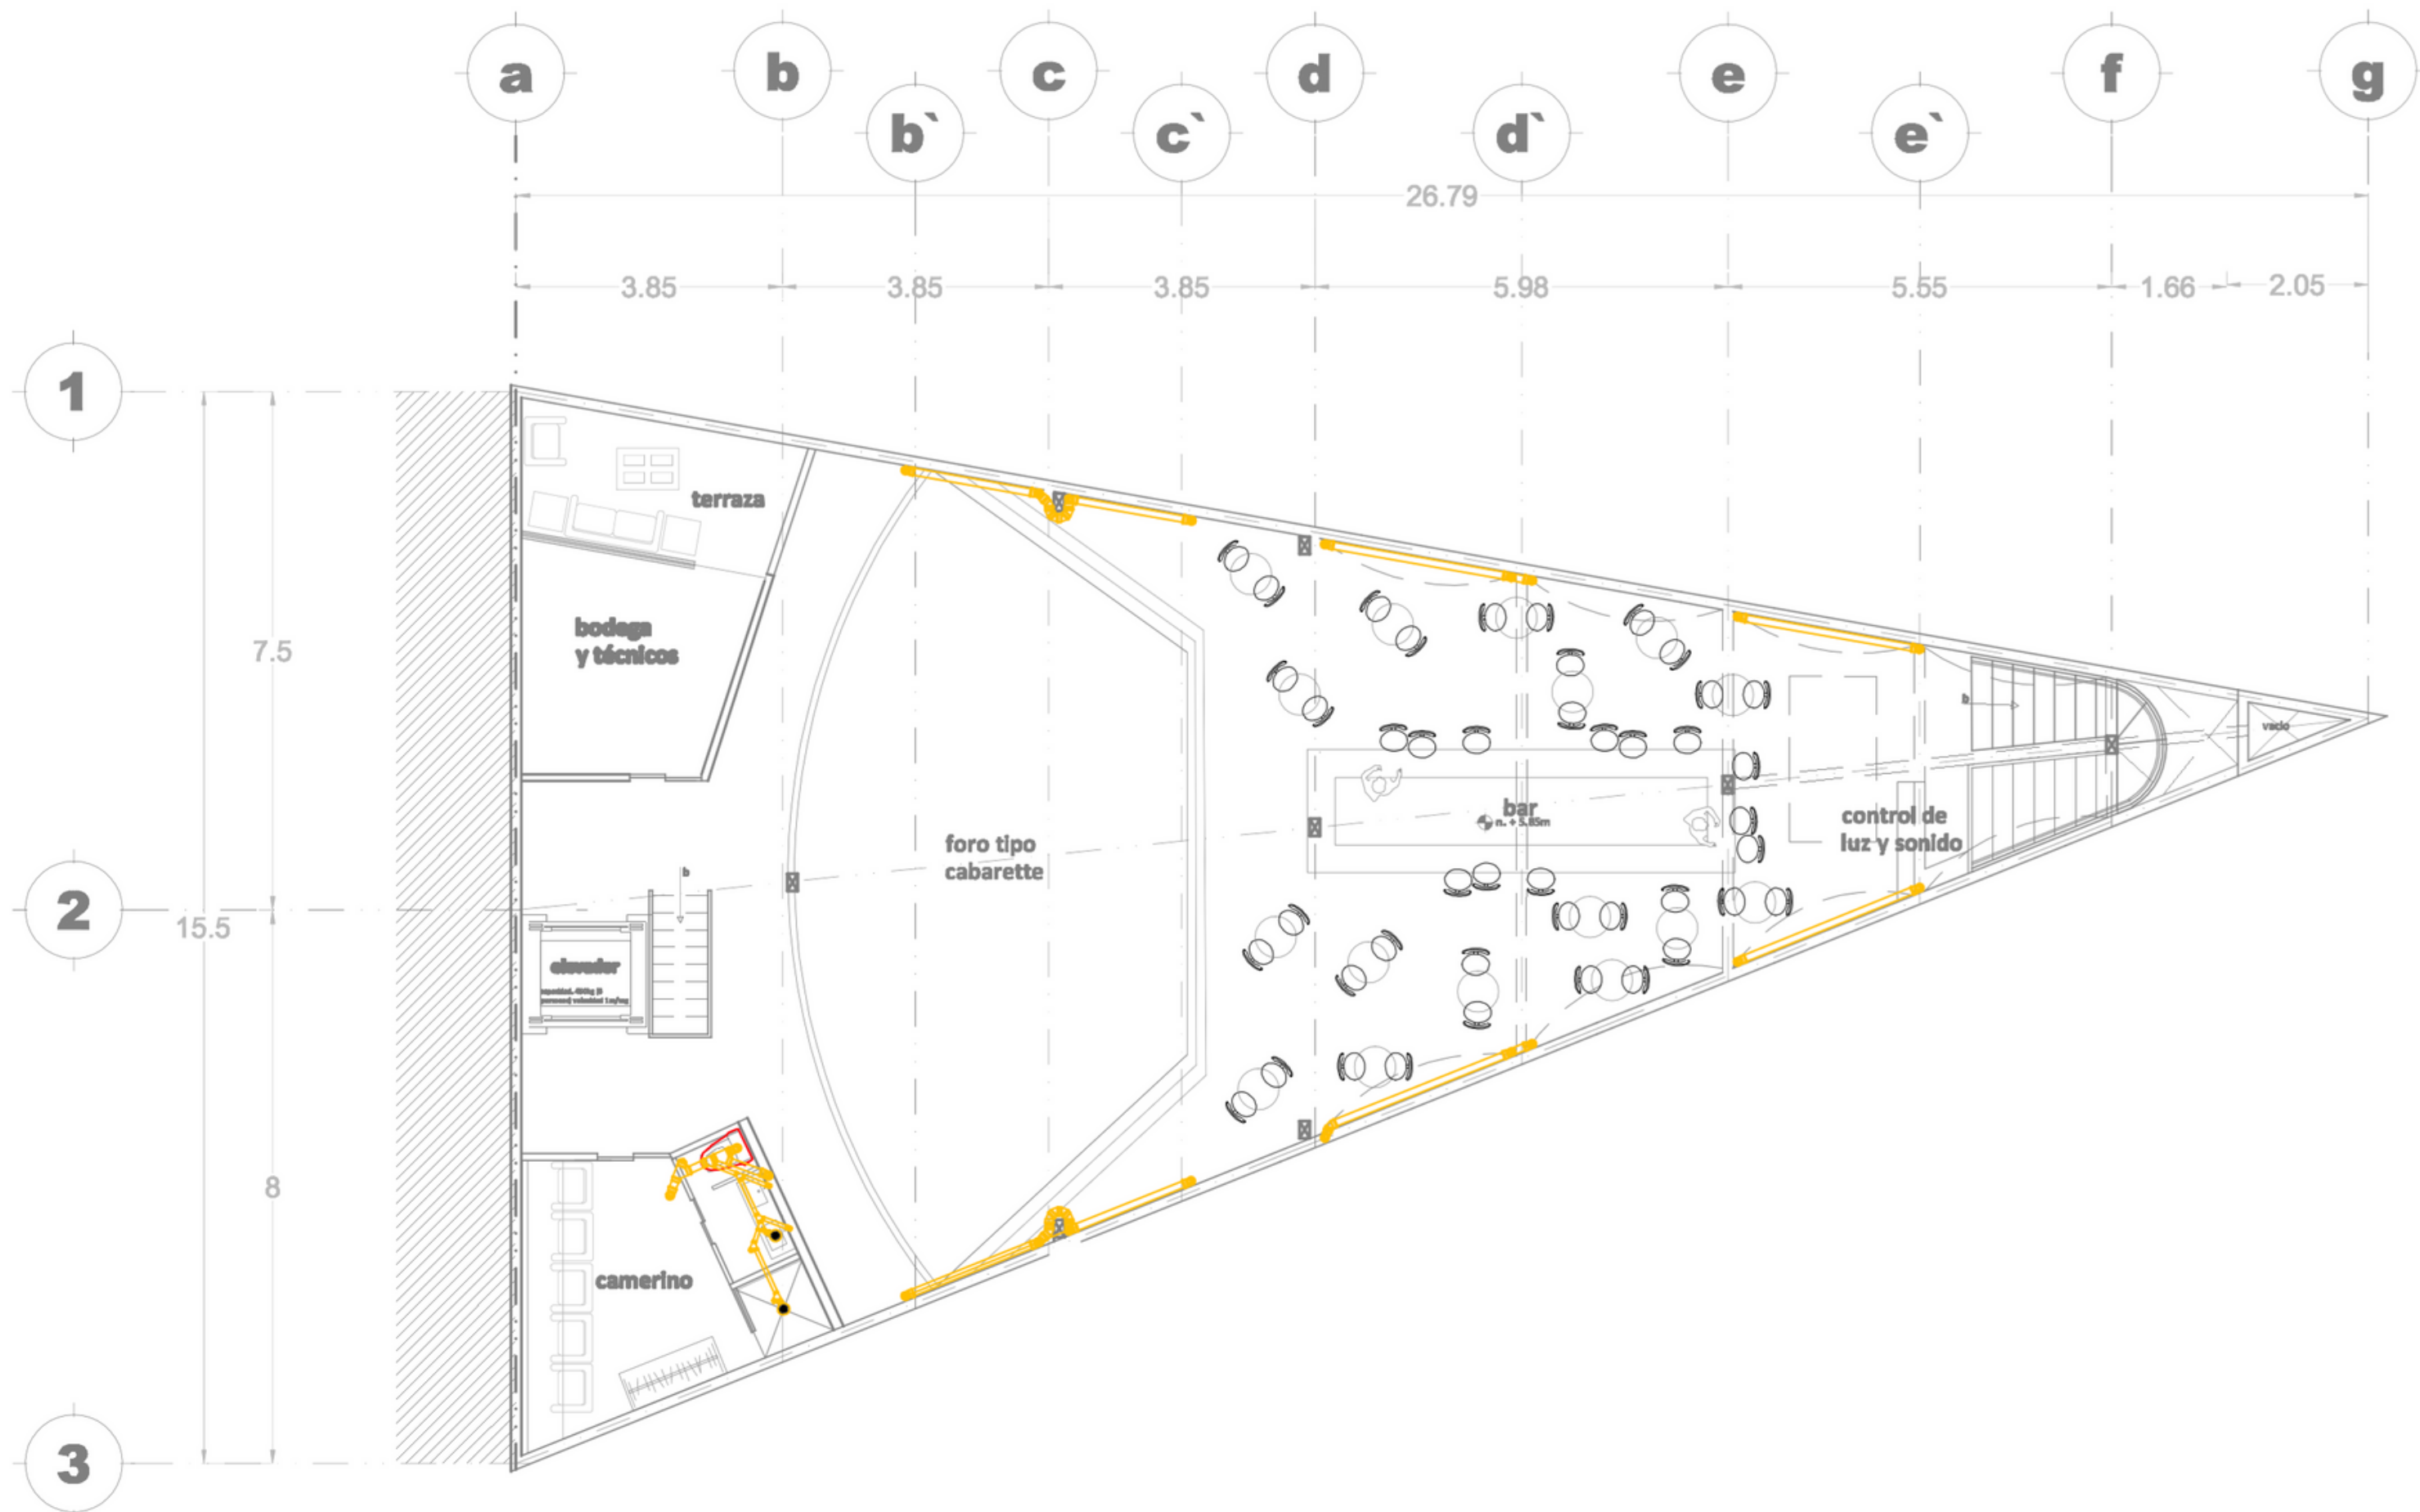 a
b
c
d
e
f
g
b`
c`
d`
e`
26.79
3.85
3.85
3.85
5.98
5.55
1.66
2.05
1
2
3
7.5
15.5
8
terraza
bodega
y técnicos
foro tipo
cabarette
bar
n. + 5.85m
control de
luz y sonido
b
vacío
b
elevador
camerino